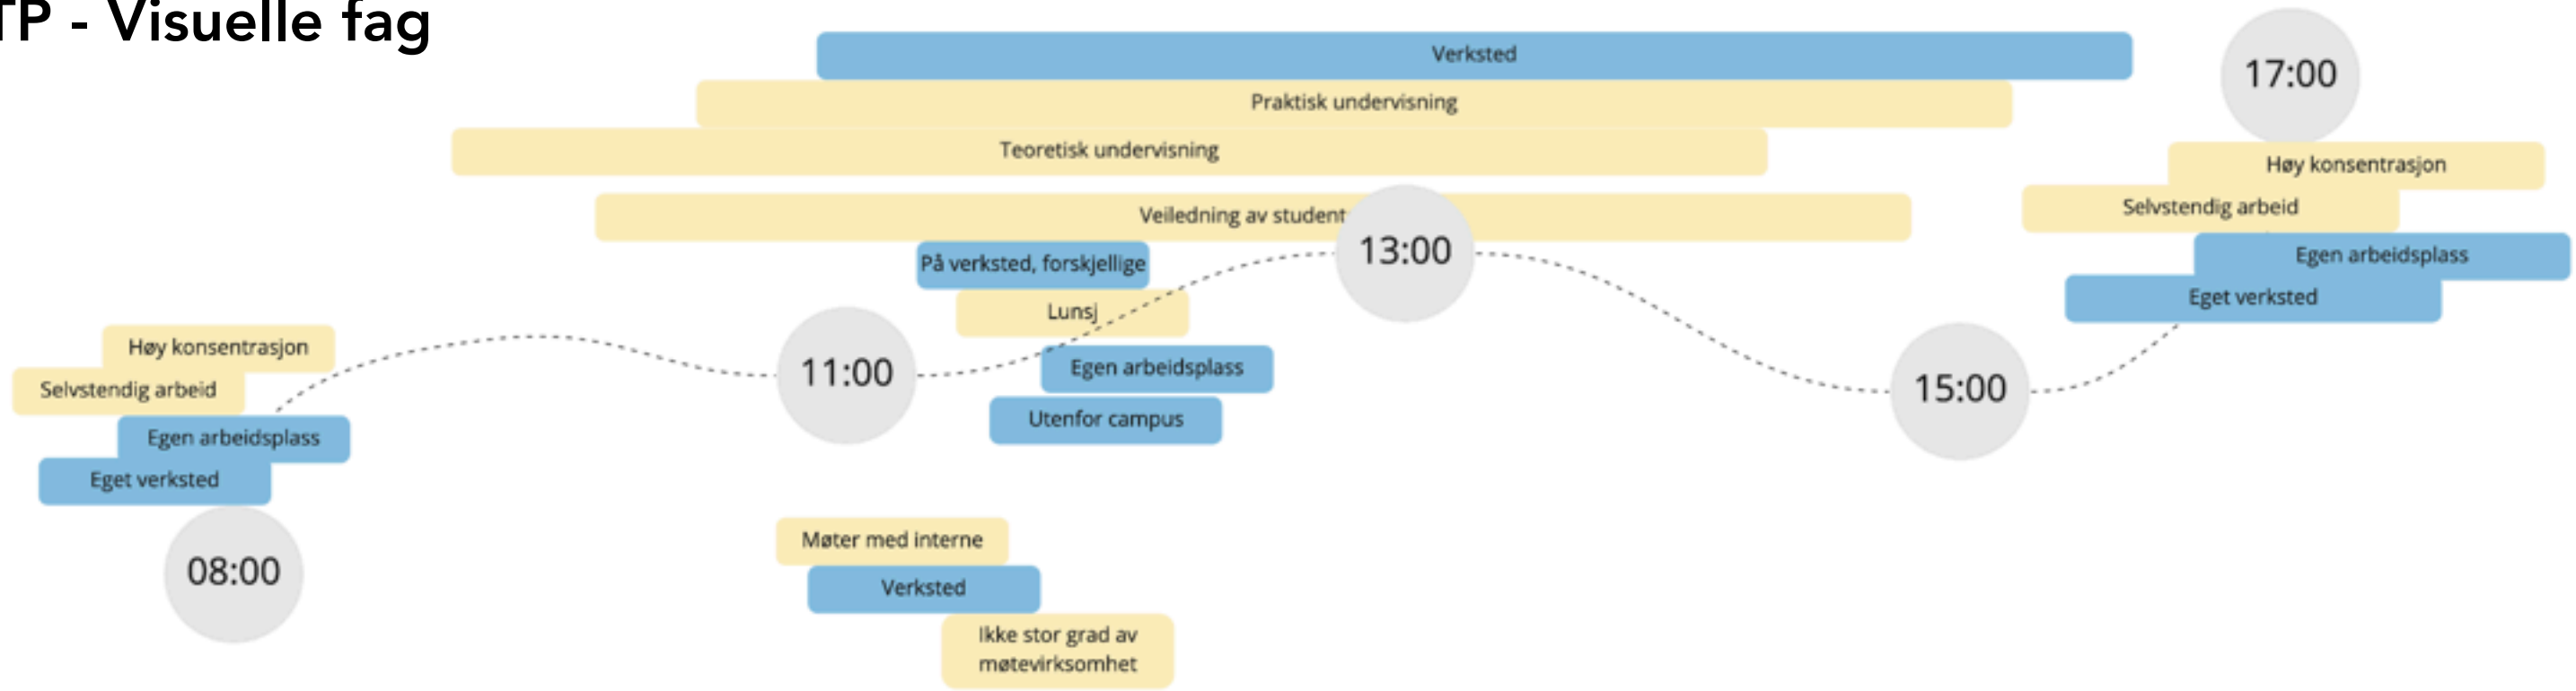 TP - Visuelle fag
Verksted
Praktisk undervisning
Teoretisk undervisning
Veiledning av student
17:00
Høy konsentrasjon
Selvstendig arbeid
Egen arbeidsplass
Eget verksted
13:00
På verksted, forskjellige
Lunsj
Egen arbeidsplass
Utenfor campus
11:00
15:00
Høy konsentrasjon
Selvstendig arbeid
Egen arbeidsplass
Eget verksted
08:00
Møter med interne
Verksted
Ikke stor grad av
møtevirksomhet